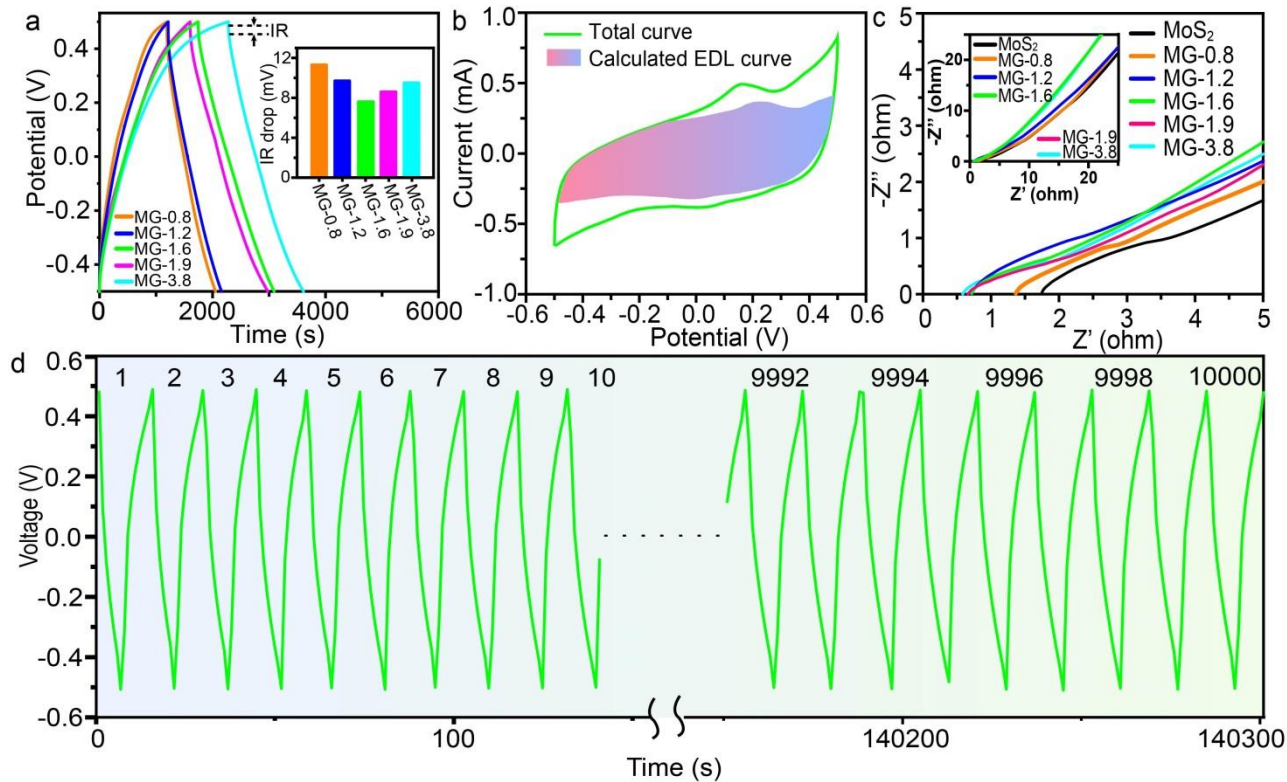 a
IR
Potential (V)
0.4
0.2
0.0
-0.2
-0.4
MG-0.8
MG-1.2
MG-1.6
MG-1.9
MG-3.8
0
2000
4000
6000
Time (s)
IR drop (mV)
12
8
4
0
MG-0.8
MG-1.2
MG-1.6
MG-1.9
MG-3.8
b
Total curve
Calculated EDL curve
Current (mA)
1.0
0.5
0.0
-0.5
-1.0
-0.6
-0.4
-0.2
0.0
0.2
0.4
0.6
Potential (V)
c
-Z'' (ohm)
-5
-4
-3
2
1
0
0
1
2
3
4
5
Z' (ohm)
MoS2
MG-0.8
MG-1.2
MG-1.6
MG-1.9
MG-3.8
-Z'' (ohm)
20
10
0
0
10
20
Z' (ohm)
MoS2
MG-0.8
MG-1.2
MG-1.6
MG-1.9
MG-3.8
d
Voltage (V)
0.6
0.4
0.2
0.0
-0.2
-0.4
-0.6
1 2 3 4 5 6 7 8 9 10 9992 9994 9996 9998 10000
0 100 140200 140300
Time (s)